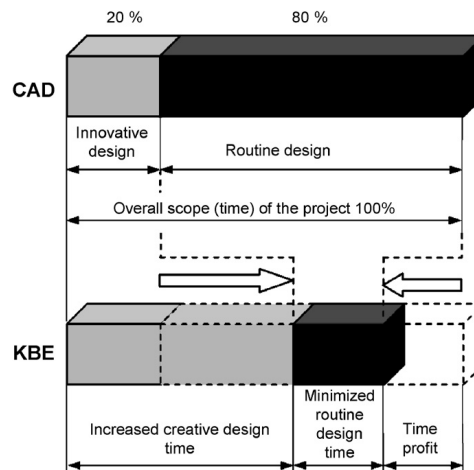 20 % 80 %
CAD
Innovative
design
Routine design
Overall scope (time) of the project 100%
KBE
Increased creative design
time
Minimized
routine
design
time
Time
profit